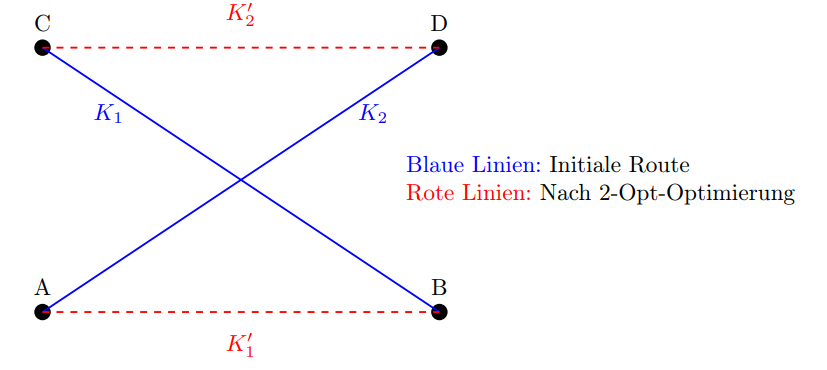 K′₂
C
D
K₁
K₂
Blaue Linien: Initiale Route
Rote Linien: Nach 2-Opt-Optimierung
A
B
K′₁